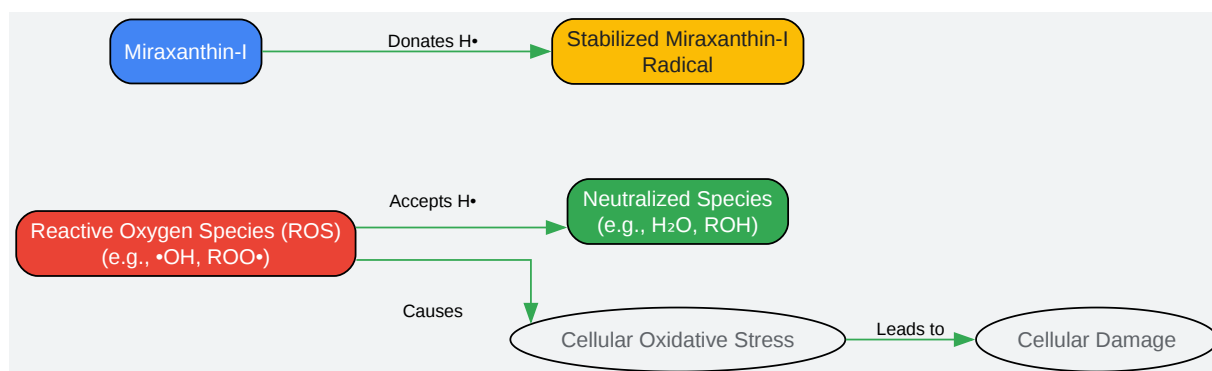 Miraxanthin-I
Donates H•
Stabilized Miraxanthin-I
Radical
Accepts H•
Neutralized Species
(e.g., H₂O, ROH)
Reactive Oxygen Species (ROS)
(e.g., •OH, ROO•)
Causes
Cellular Oxidative Stress
Leads to
Cellular Damage